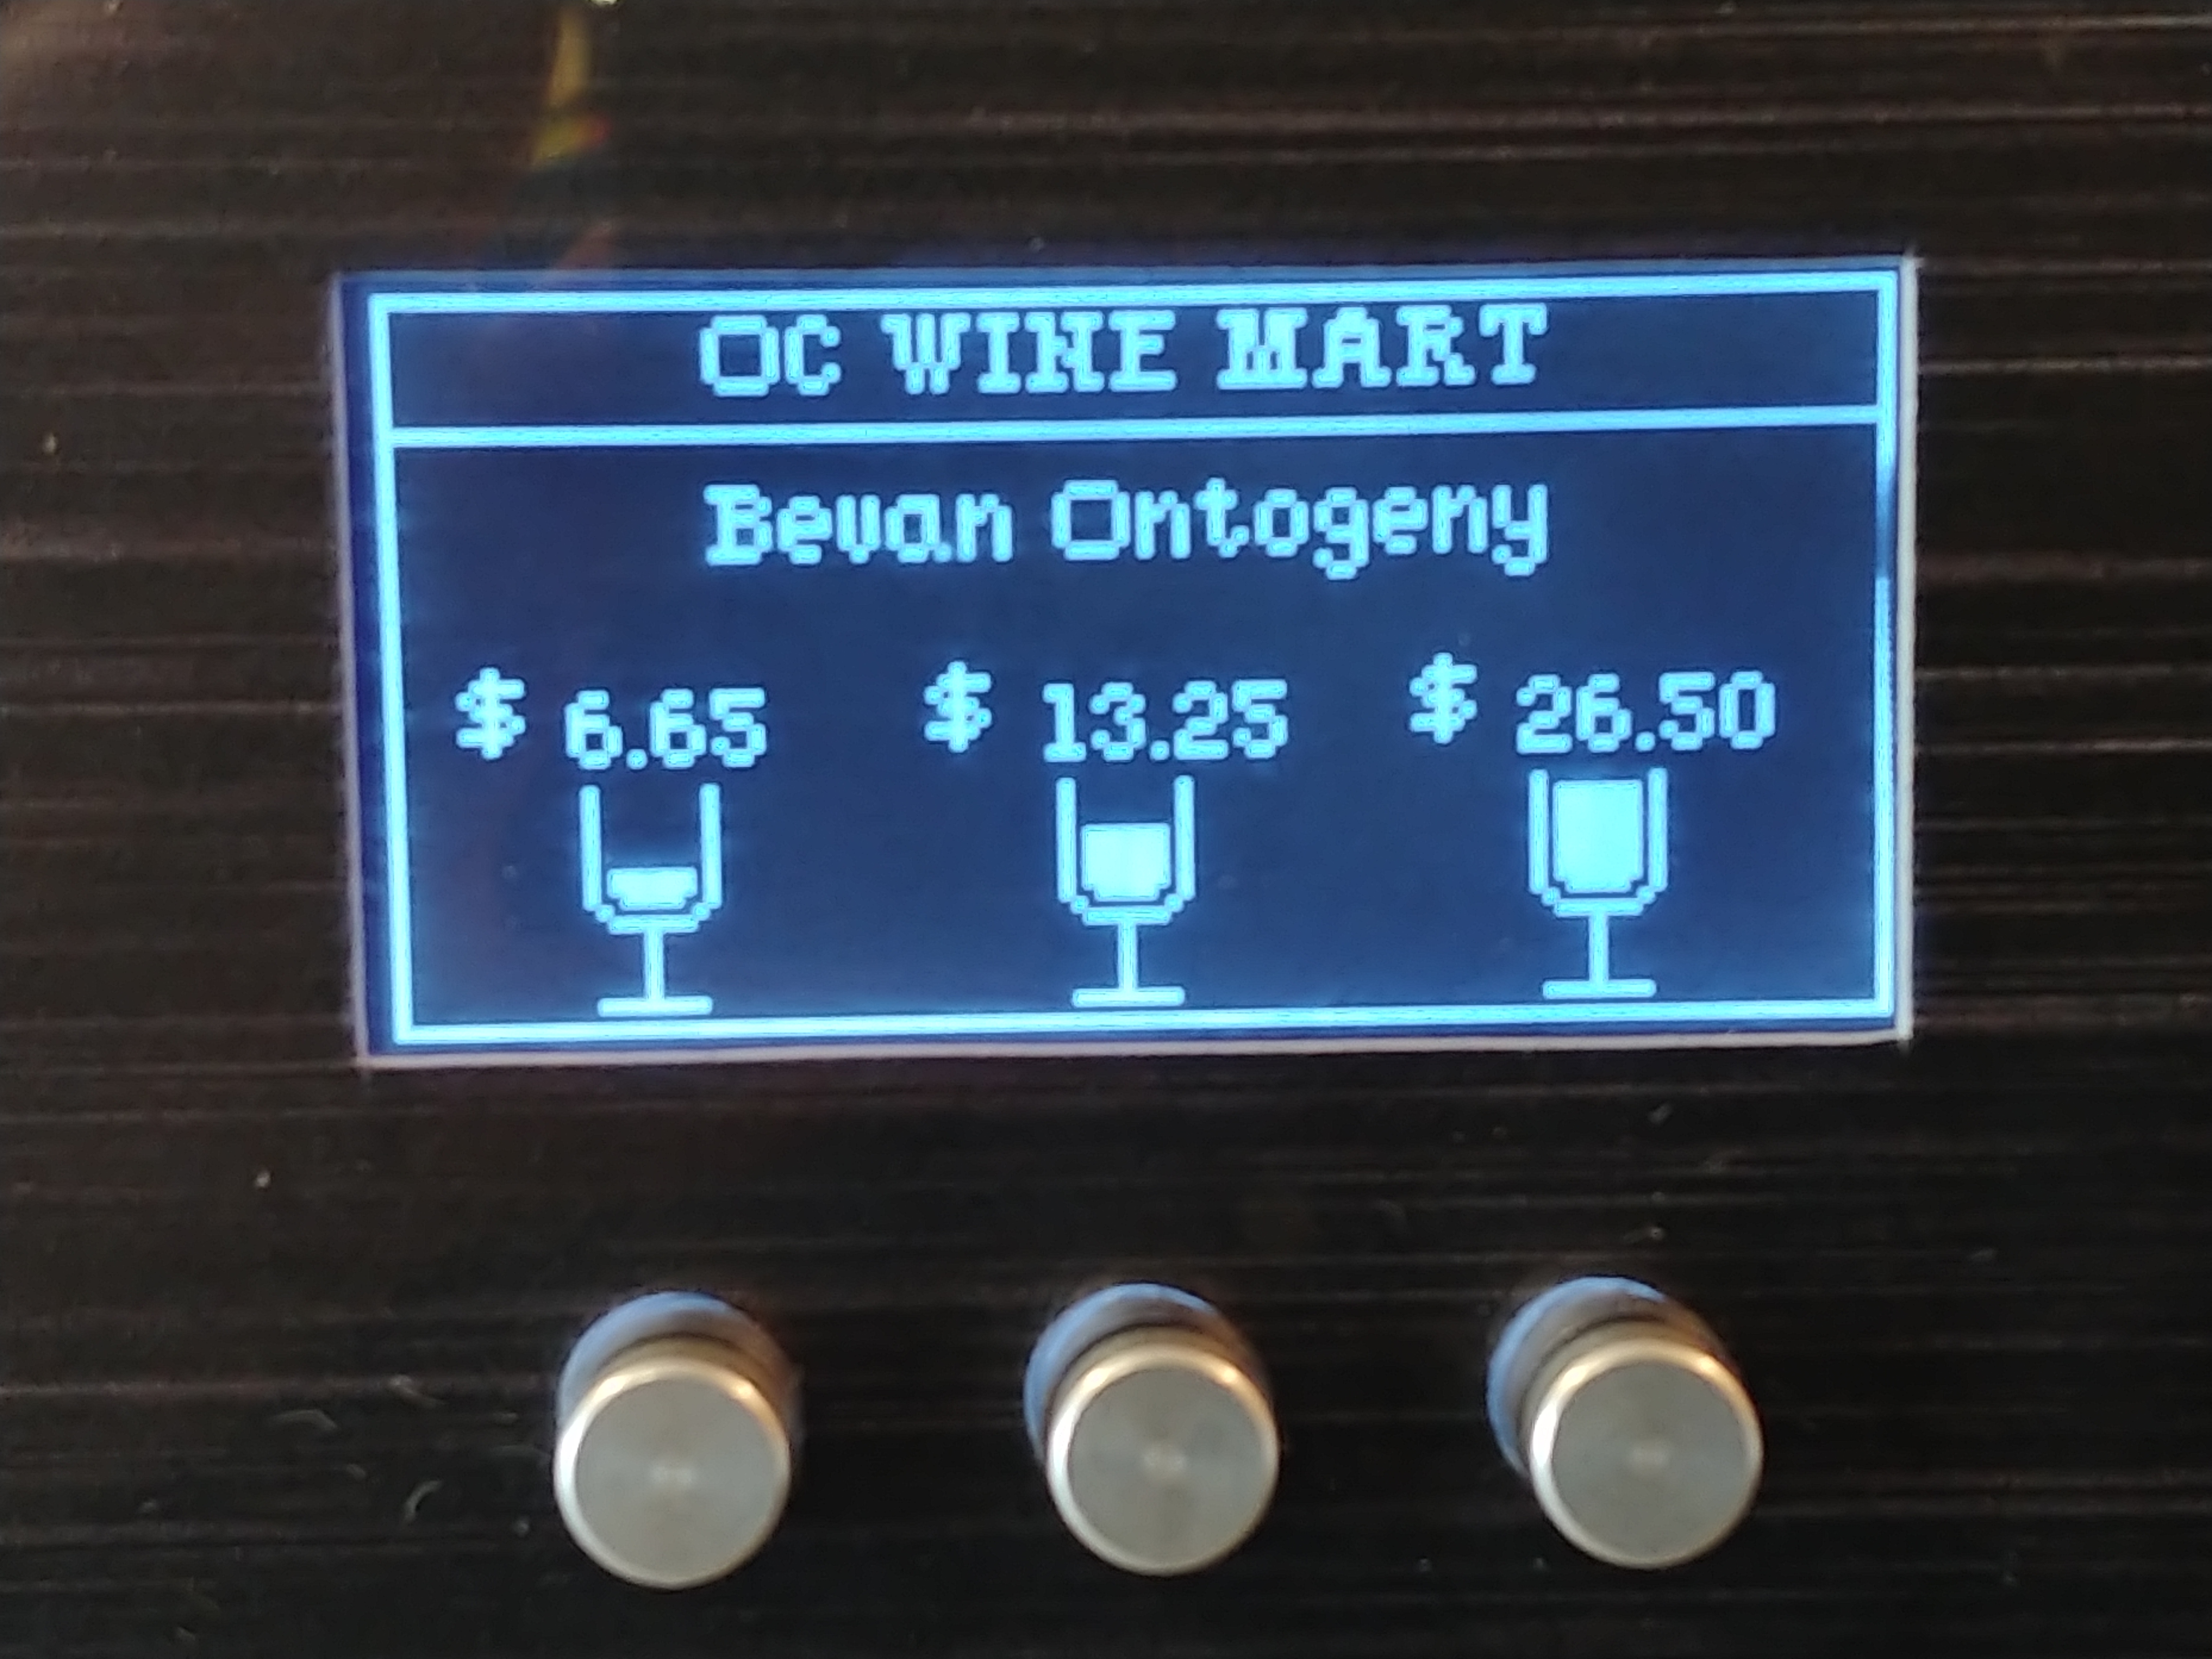 OC WINE MART
Bevan Ontogeny
$ 6.65 $ 13.25 $ 26.50